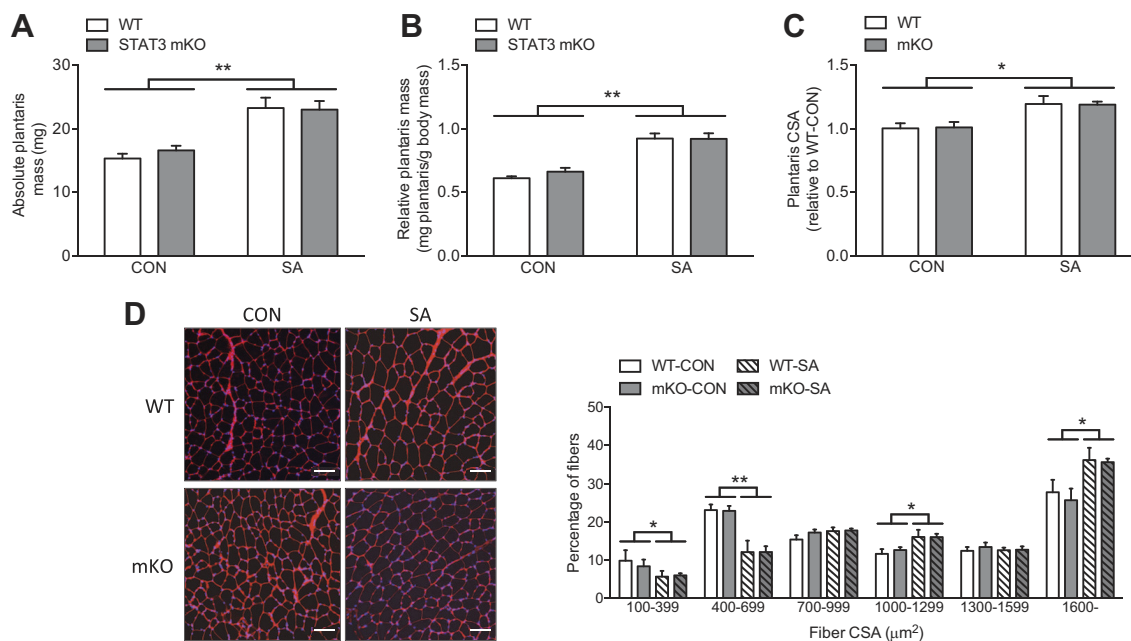 A
WT
STAT3 mKO
Absolute plantaris
mass (mg)
30
20
10
0
**
CON
SA
B
WT
STAT3 mKO
Relative plantaris mass
(mg plantaris/g body mass)
1.5
1.0
0.5
0.0
**
CON
SA
C
WT
mKO
Plantaris CSA
(relative to WT-CON)
1.5
1.0
0.5
0.0
*
CON
SA
D
CON
SA
WT
mKO
WT-CON
WT-SA
mKO-CON
mKO-SA
Percentage of fibers
50
40
30
20
10
0
*
**
*
*
100-399
400-699
700-999
1000-1299
1300-1599
1600-
Fiber CSA (μm²)